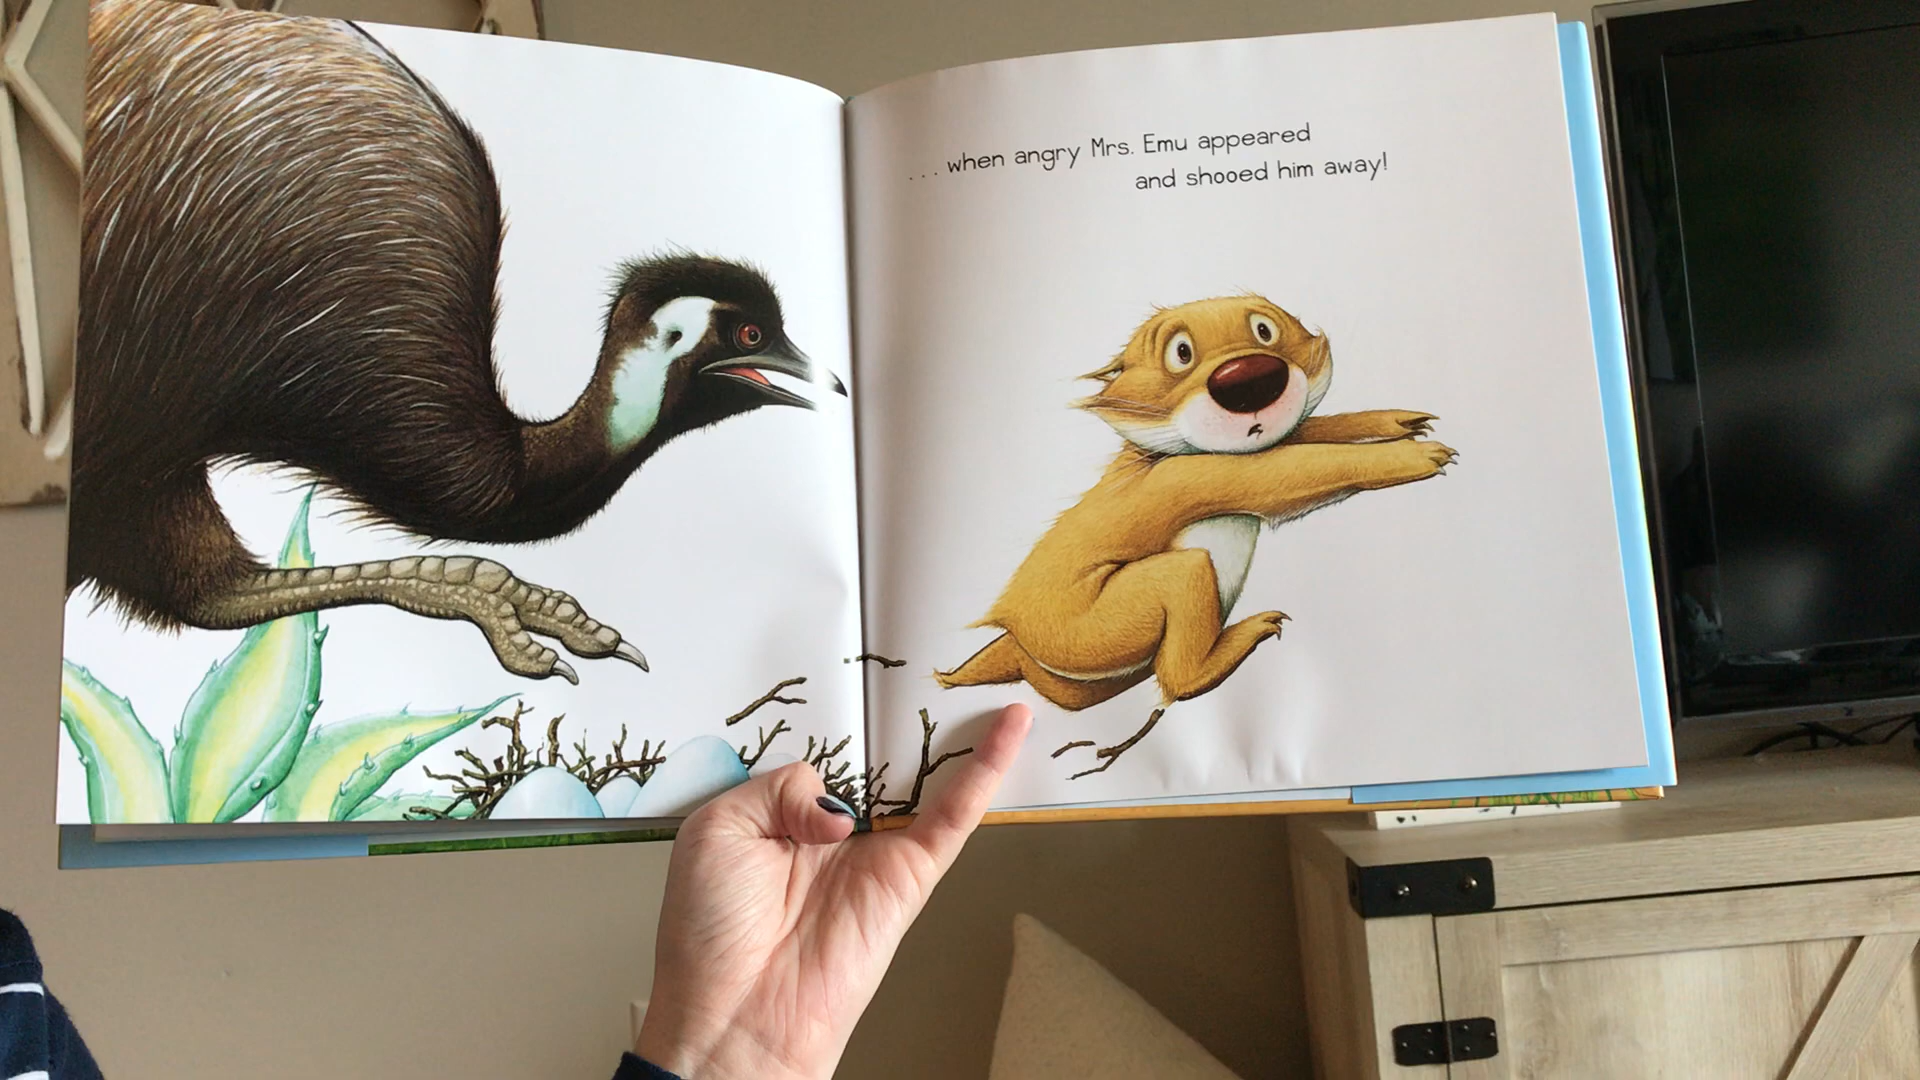 . . . when angry Mrs. Emu appeared
and shooed him away!